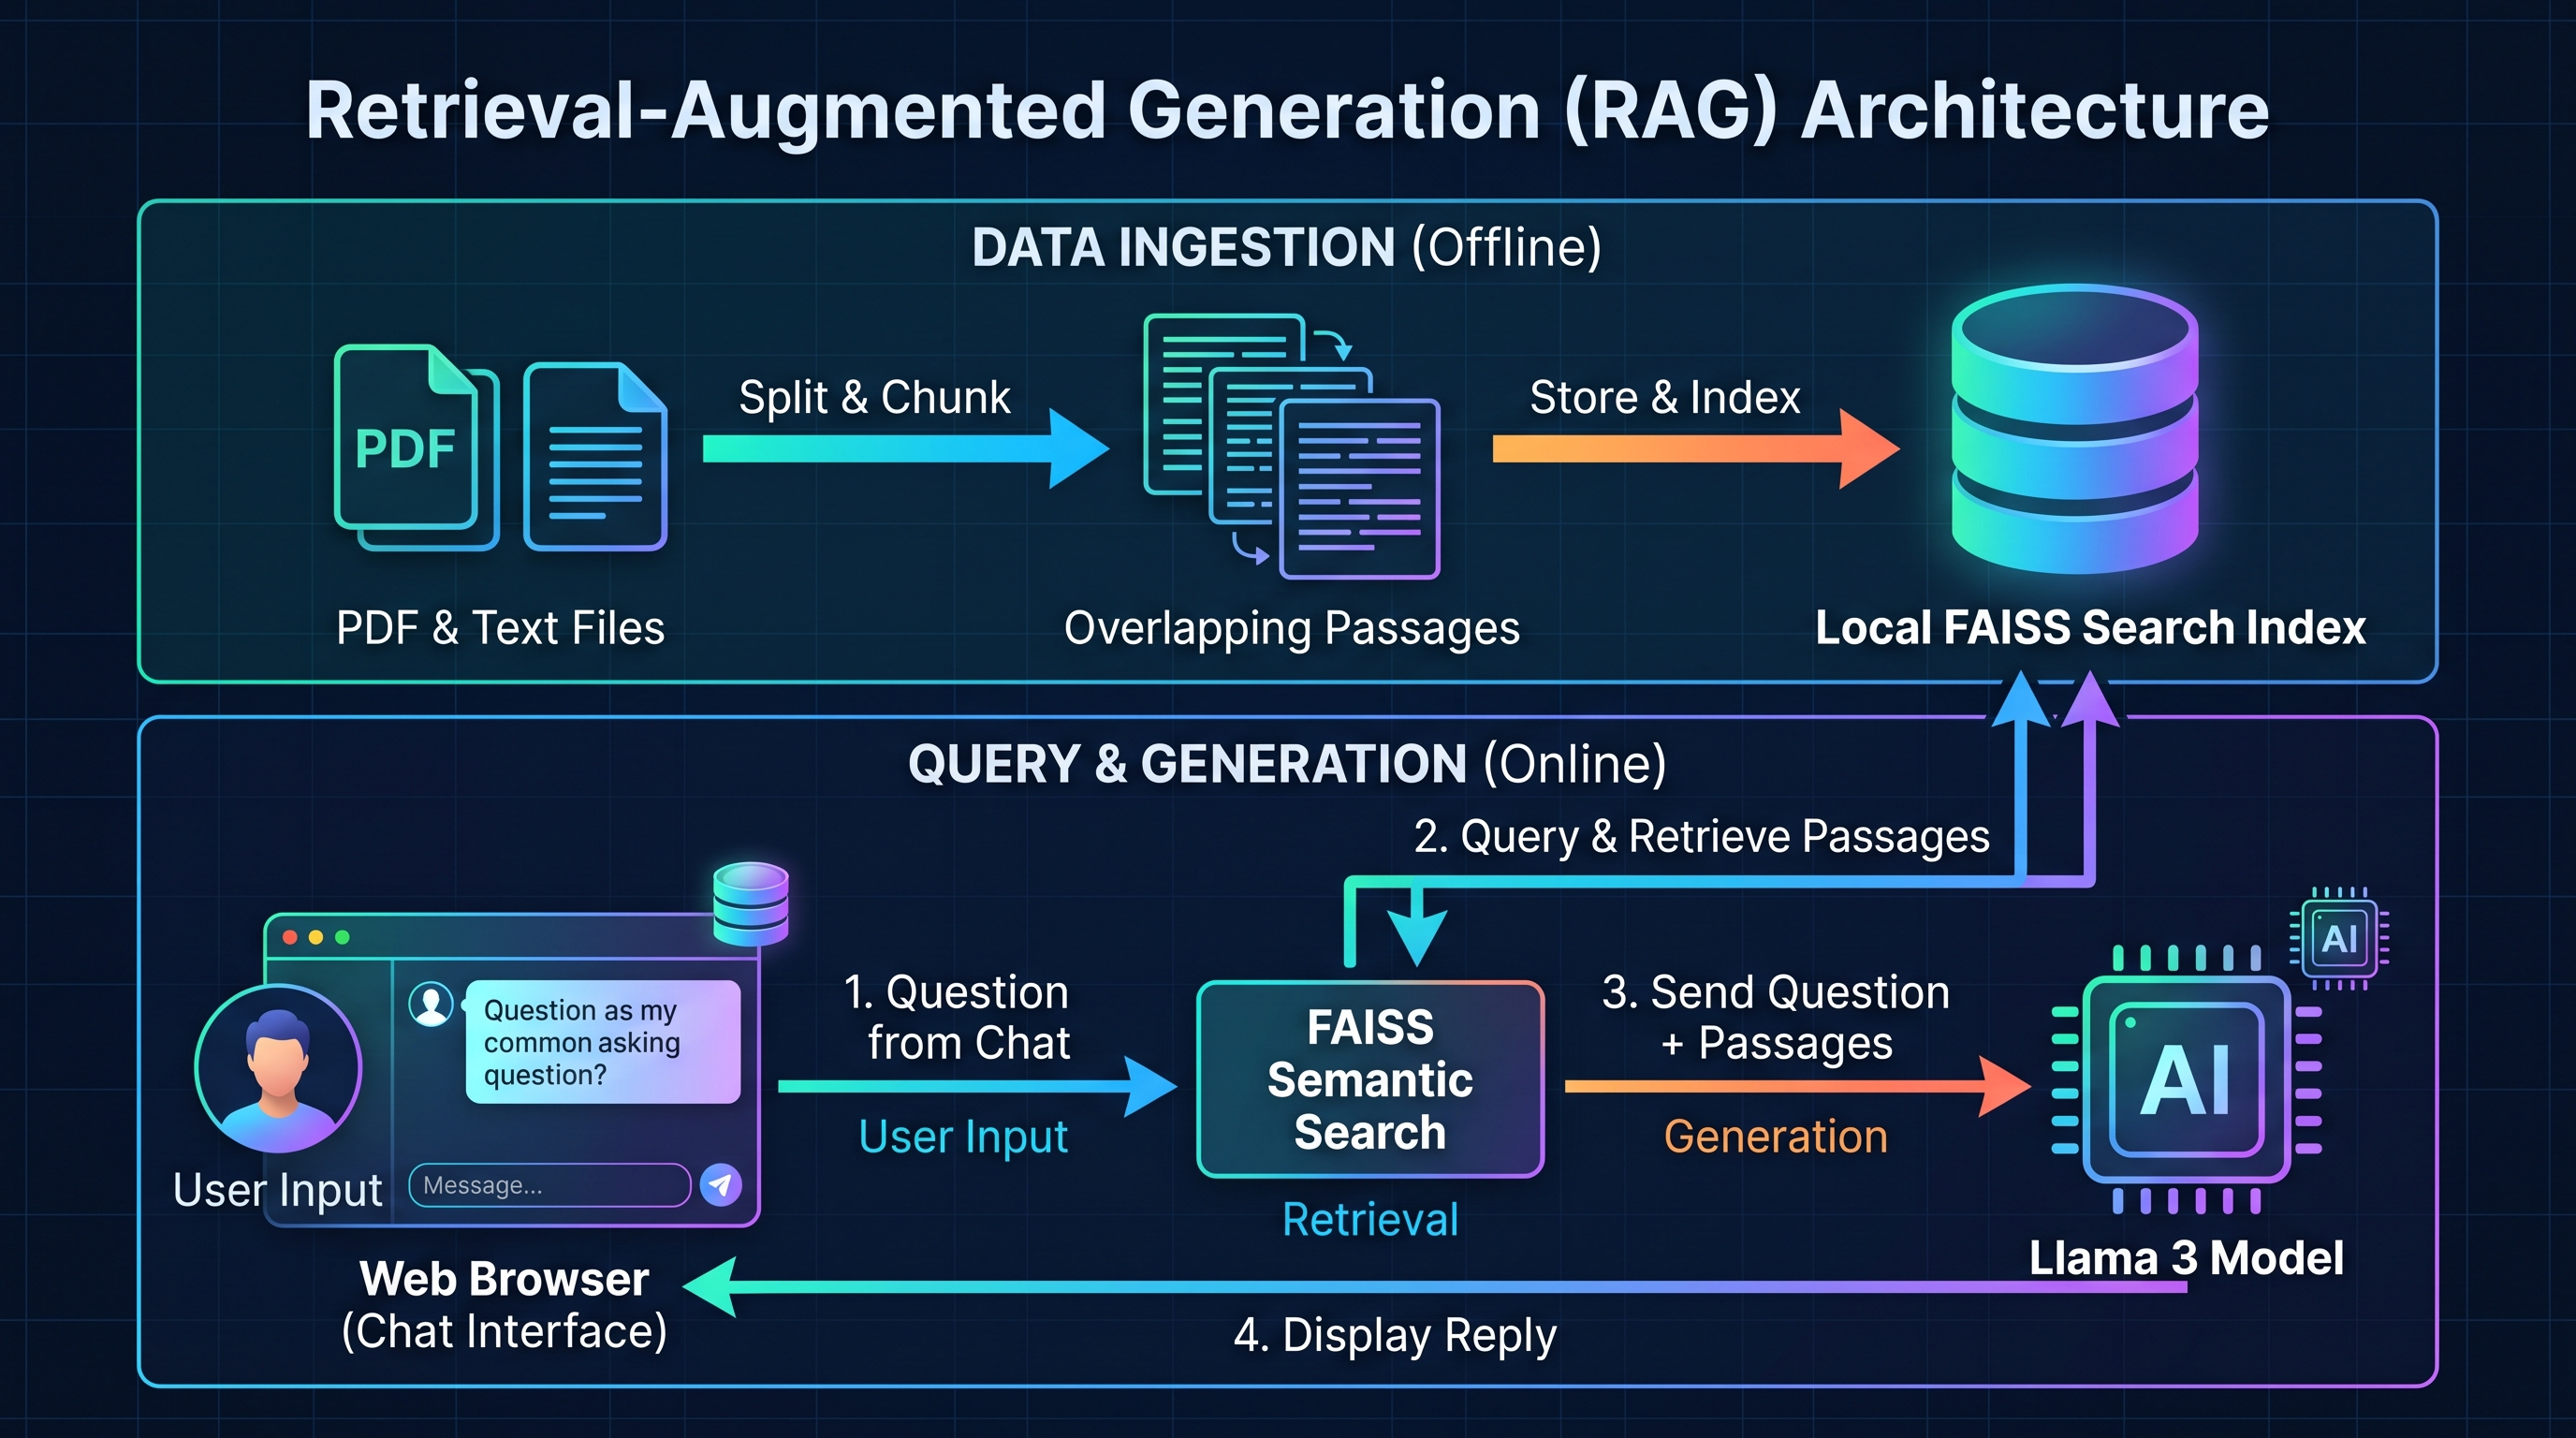 Retrieval-Augmented Generation (RAG) Architecture
DATA INGESTION (Offline)
PDF
Split & Chunk
Store & Index
PDF & Text Files
Overlapping Passages
Local FAISS Search Index
QUERY & GENERATION (Online)
2. Query & Retrieve Passages
Question as my
common asking
question?
Message...
User Input
Web Browser
(Chat Interface)
1. Question
from Chat
User Input
FAISS
Semantic
Search
Retrieval
3. Send Question
+ Passages
Generation
AI
AI
Llama 3 Model
4. Display Reply